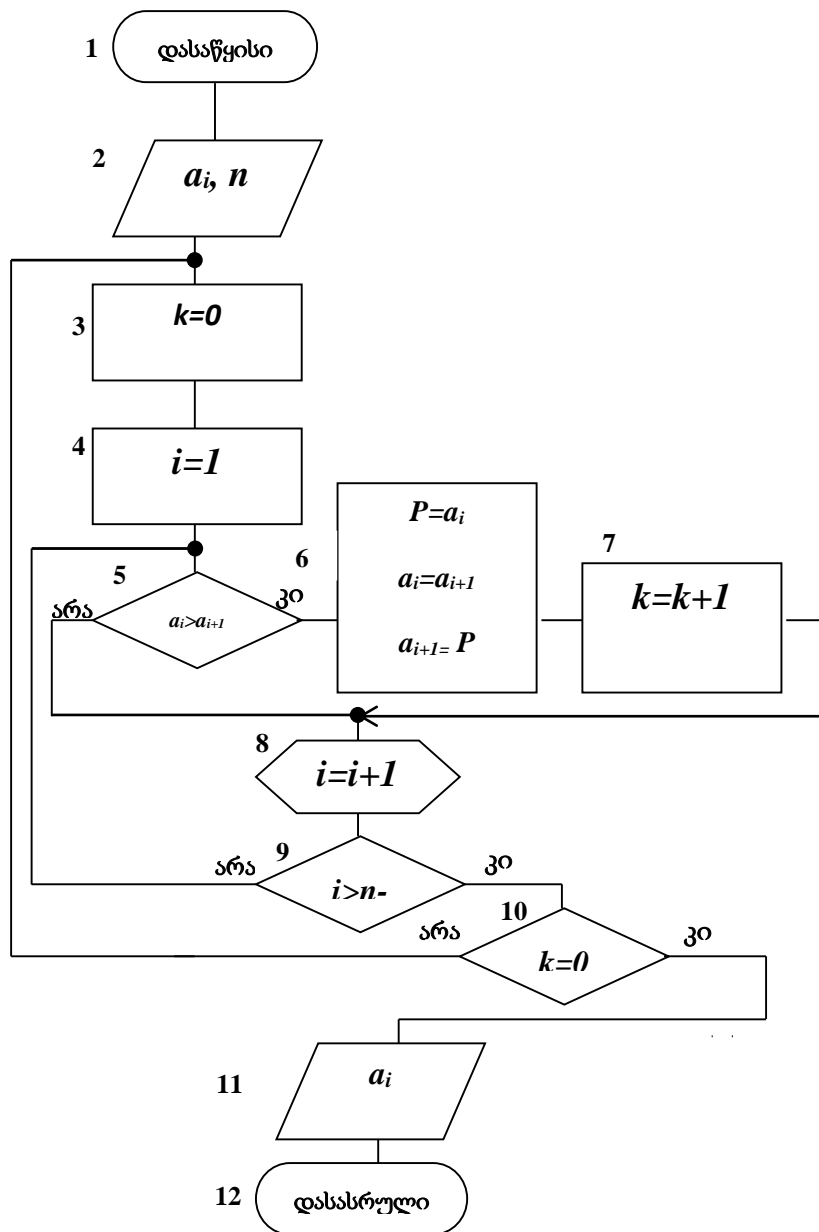 1
დასაწყისი
2
aᵢ, n
3
k=0
4
i=1
5
არა
aᵢ>aᵢ₊₁
კი
6
P=aᵢ
aᵢ=aᵢ₊₁
aᵢ₊₁= P
7
k=k+1
8
i=i+1
9
არა
i>n-
კი
10
არა
k=0
კი
11
aᵢ
12
დასასრული